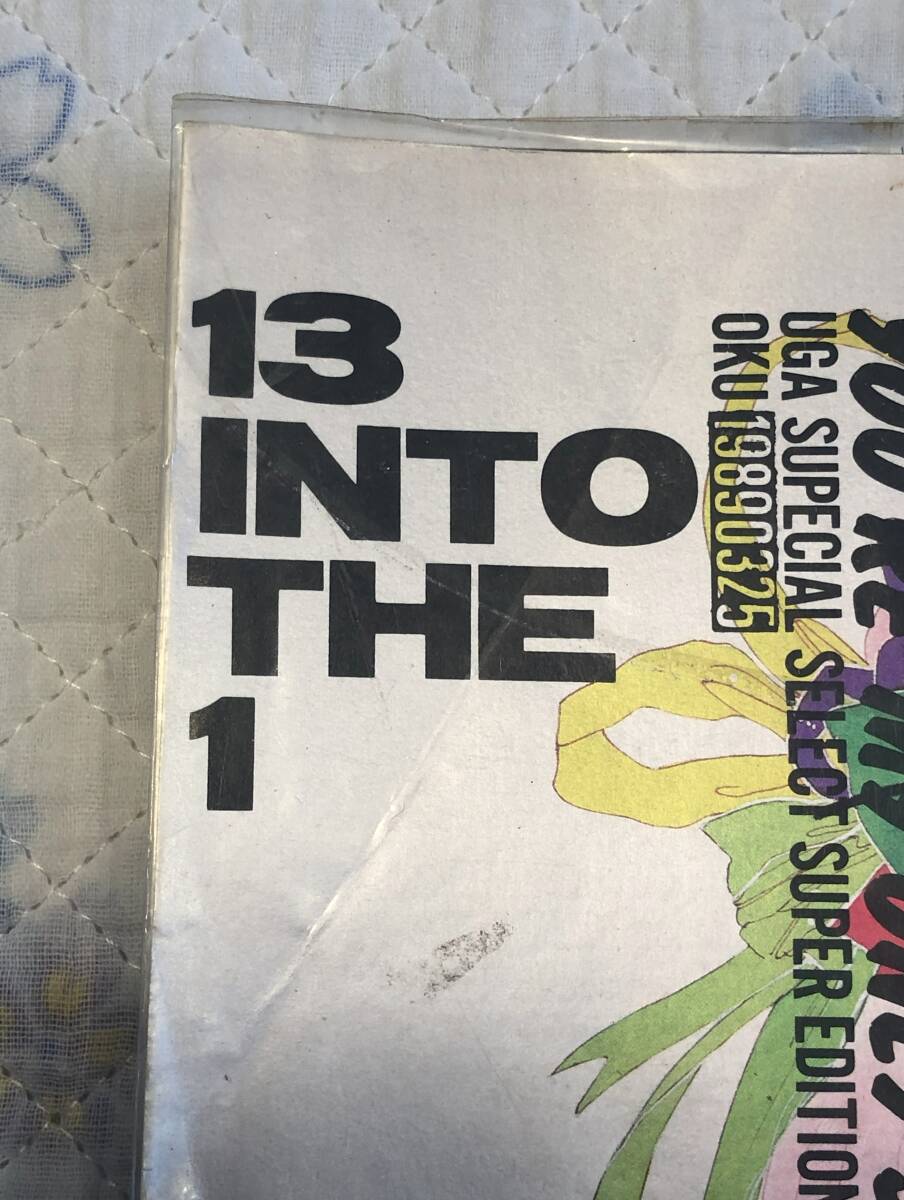 13
INTO
THE
1
UGA SUPECIAL SELECT SUPER EDITION
OKU 19890325